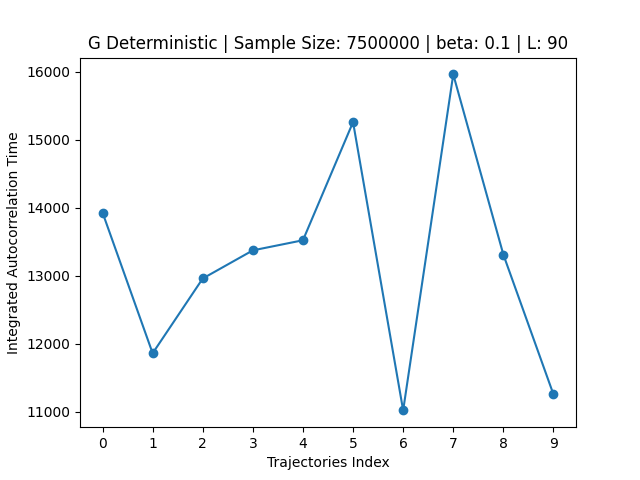 G Deterministic | Sample Size: 7500000 | beta: 0.1 | L: 90
Integrated Autocorrelation Time
16000
15000
14000
13000
12000
11000
0 1 2 3 4 5 6 7 8 9
Trajectories Index